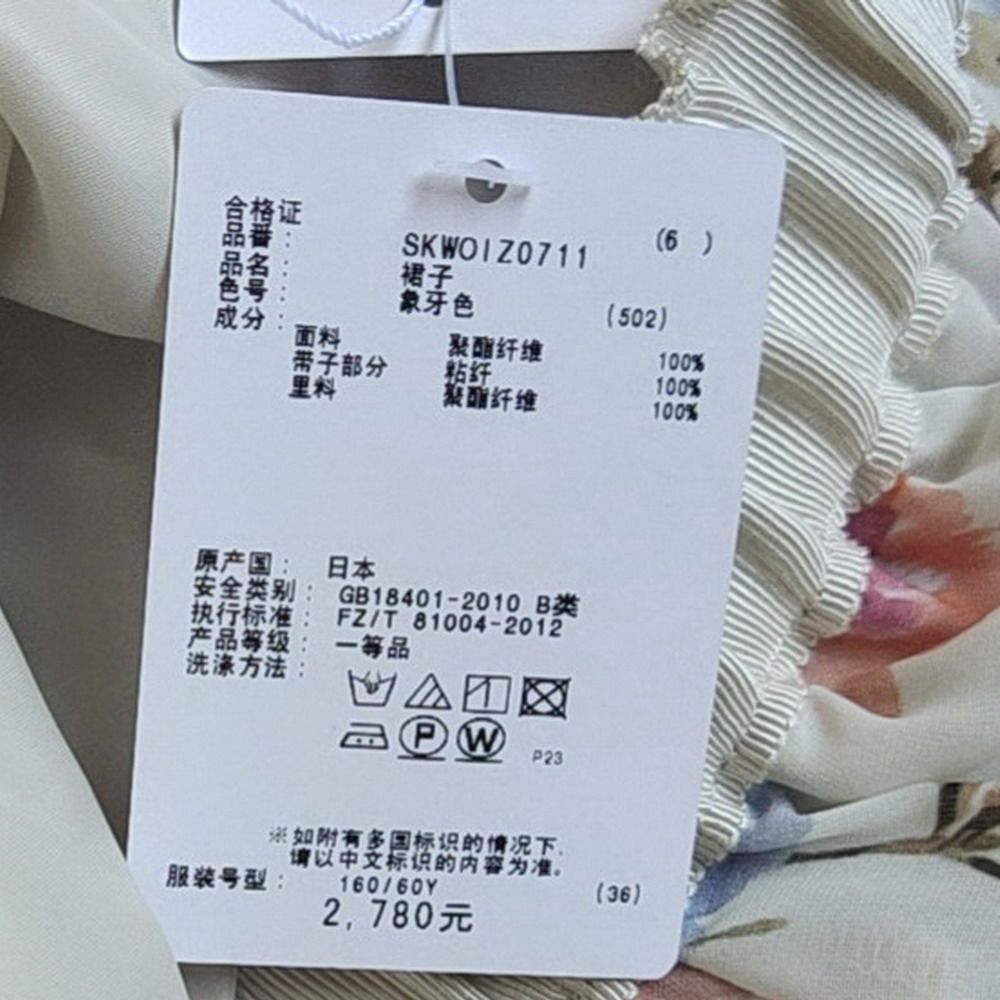 合格证
品番： SKWOIZ0711 (6 )
品名： 裙子
色号： 象牙色 (502)
成分：
面料 聚酯纤维 100%
带子部分 粘纤 100%
里料 聚酯纤维 100%
原产国： 日本
安全类别： GB18401-2010 B类
执行标准： FZ/T 81004-2012
产品等级： 一等品
洗涤方法：
P W P23
※如附有多国标识的情况下,
请以中文标识的内容为准。
服装号型： 160/60Y (36)
2,780元